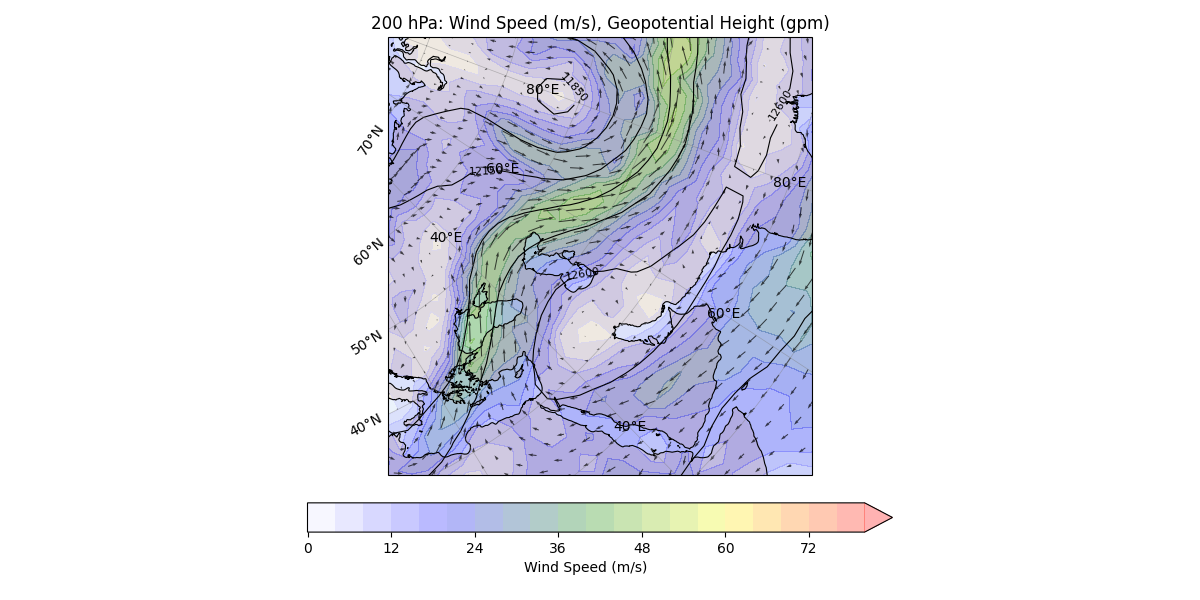 200 hPa: Wind Speed (m/s), Geopotential Height (gpm)
80°E
11850
12600
70°N
12150
60°E
80°E
40°E
60°N
12600
60°E
50°N
40°N
40°E
0 12 24 36 48 60 72
Wind Speed (m/s)